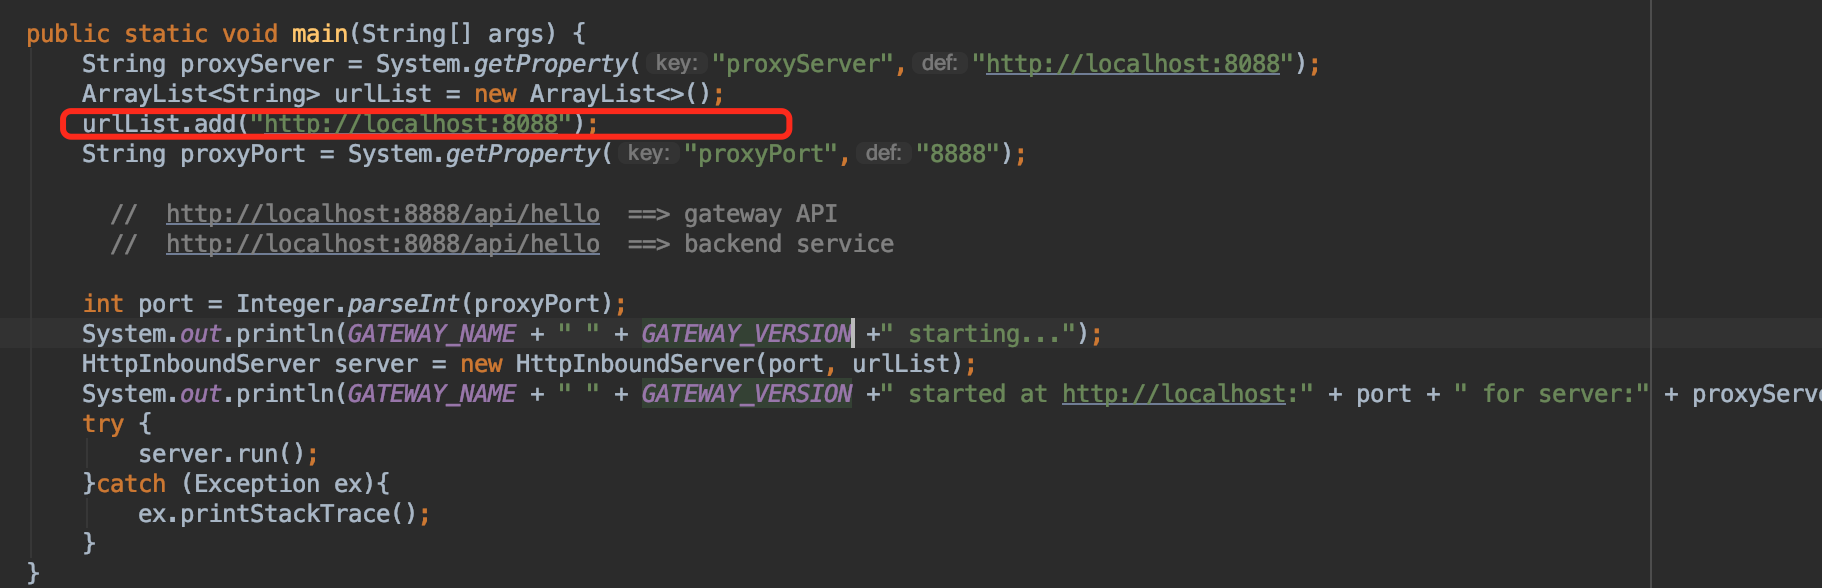 public static void main(String[] args) {
String proxyServer = System.getProperty( key: "proxyServer", def: "http://localhost:8088");
ArrayList<String> urlList = new ArrayList<>();
urlList.add("http://localhost:8088");
String proxyPort = System.getProperty( key: "proxyPort", def: "8888");
// http://localhost:8888/api/hello ==> gateway API
// http://localhost:8088/api/hello ==> backend service
int port = Integer.parseInt(proxyPort);
System.out.println(GATEWAY_NAME + " " + GATEWAY_VERSION +" starting...");
HttpInboundServer server = new HttpInboundServer(port, urlList);
System.out.println(GATEWAY_NAME + " " + GATEWAY_VERSION +" started at http://localhost:" + port + " for server:" + proxyServe
try {
server.run();
}catch (Exception ex){
ex.printStackTrace();
}
}